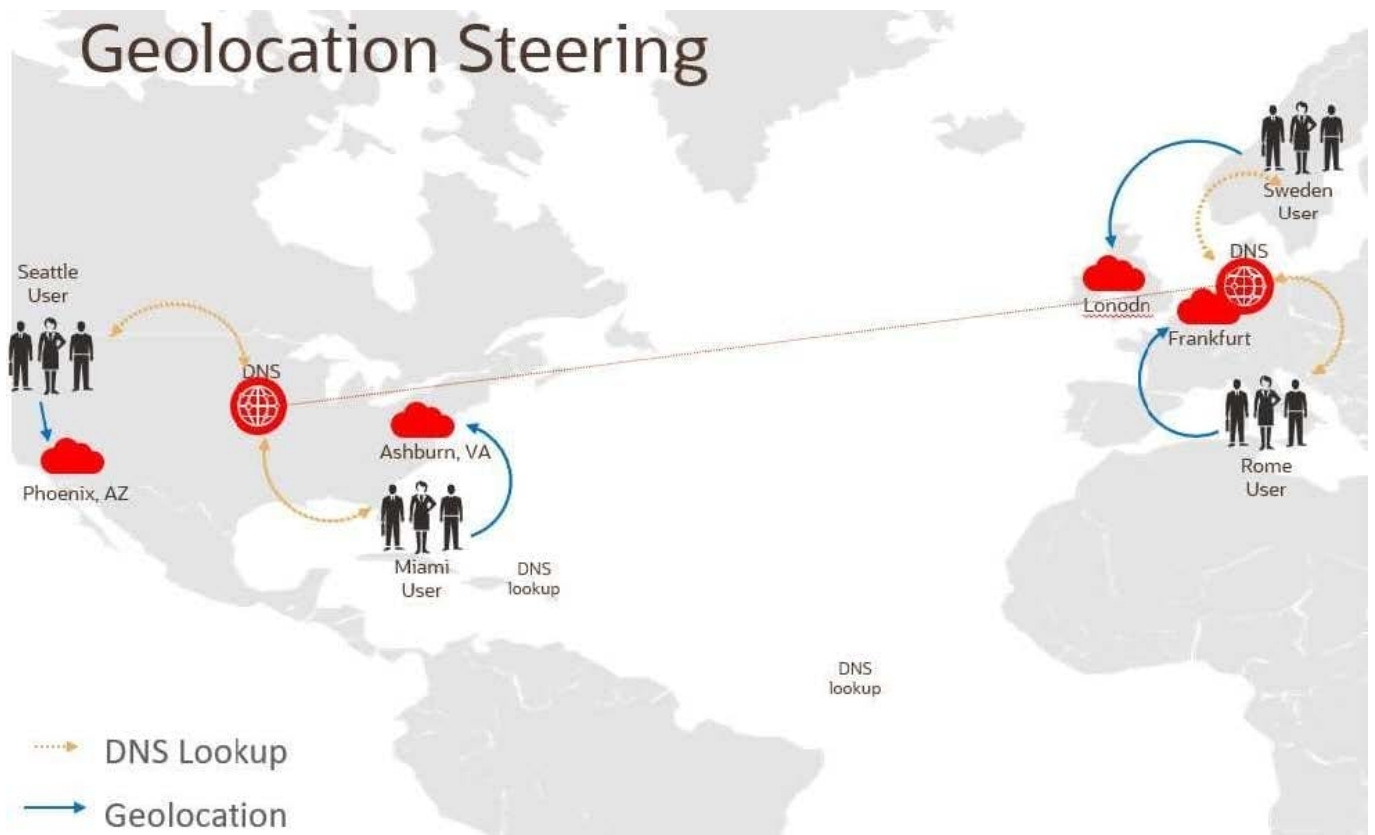 Geolocation Steering
Sweden
User
DNS
Seattle
User
Lonodn
Frankfurt
DNS
Ashburn, VA
Rome
User
Phoenix, AZ
Miami
User
DNS
lookup
DNS
lookup
DNS Lookup
Geolocation